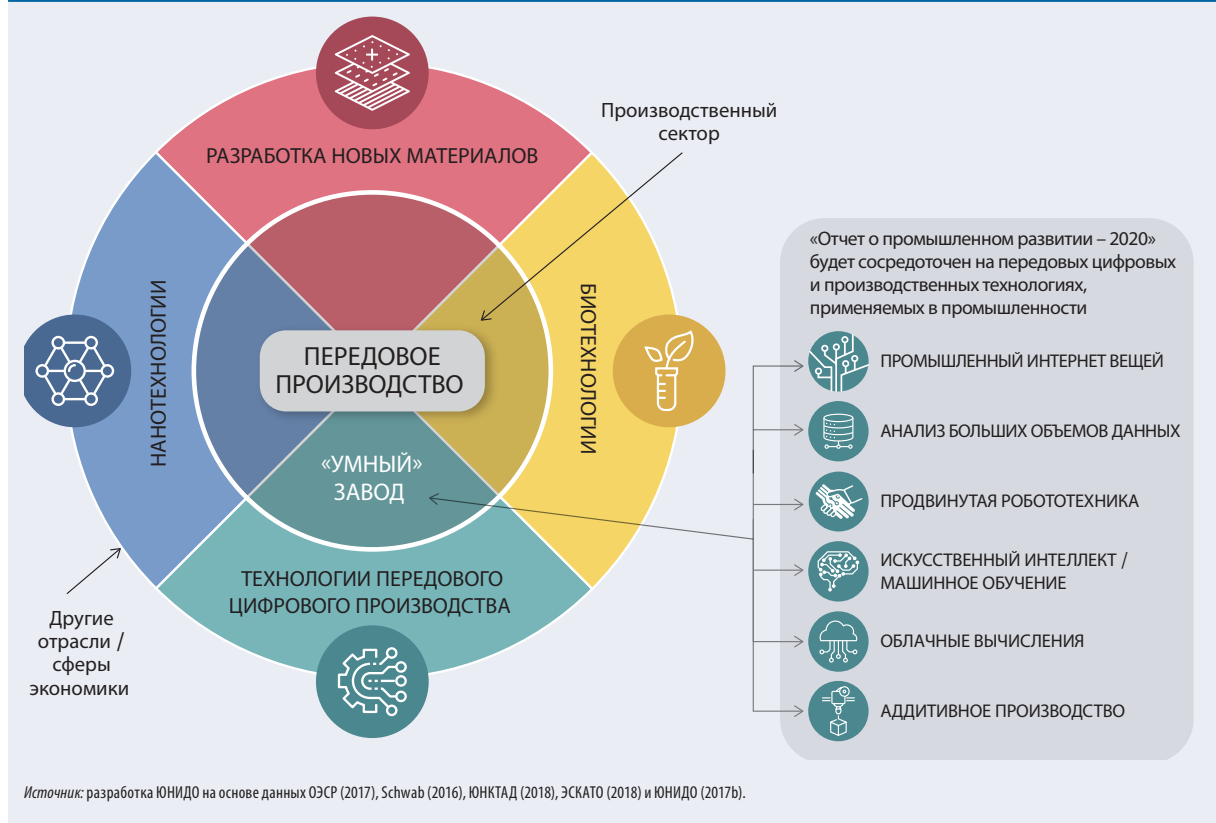 РАЗРАБОТКА НОВЫХ МАТЕРИАЛОВ
Производственный
сектор
НАНОТЕХНОЛОГИИ
БИОТЕХНОЛОГИИ
ПЕРЕДОВОЕ
ПРОИЗВОДСТВО
«УМНЫЙ»
ЗАВОД
ТЕХНОЛОГИИ ПЕРЕДОВОГО
ЦИФРОВОГО ПРОИЗВОДСТВА
Другие
отрасли /
сферы
экономики
«Отчет о промышленном развитии – 2020»
будет сосредоточен на передовых цифровых
и производственных технологиях,
применяемых в промышленности
ПРОМЫШЛЕННЫЙ ИНТЕРНЕТ ВЕЩЕЙ
АНАЛИЗ БОЛЬШИХ ОБЪЕМОВ ДАННЫХ
ПРОДВИНУТАЯ РОБОТОТЕХНИКА
ИСКУССТВЕННЫЙ ИНТЕЛЛЕКТ /
МАШИННОЕ ОБУЧЕНИЕ
ОБЛАЧНЫЕ ВЫЧИСЛЕНИЯ
АДДИТИВНОЕ ПРОИЗВОДСТВО
Источник: разработка ЮНИДО на основе данных ОЭСР (2017), Schwab (2016), ЮНКТАД (2018), ЭСКАТО (2018) и ЮНИДО (2017b).